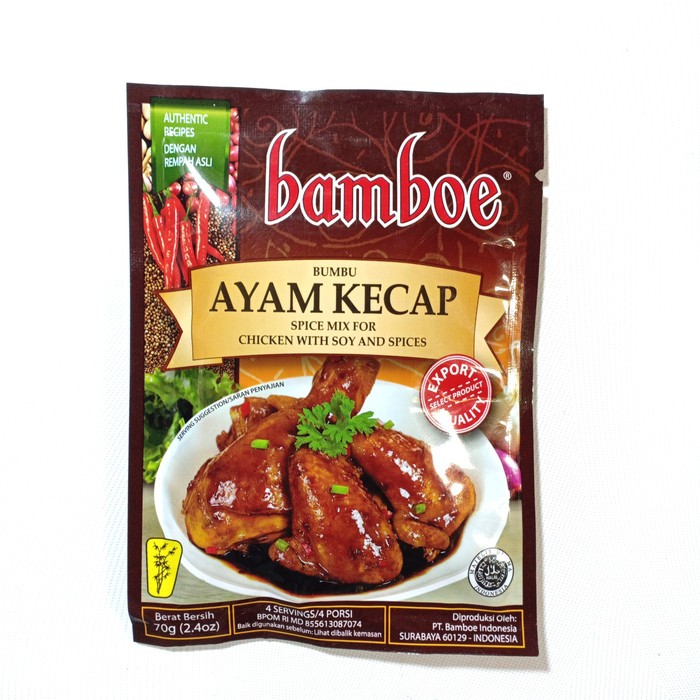 AUTHENTIC
RECIPES
DENGAN
REMPAH ASLI
bamboe®
BUMBU
AYAM KECAP
SPICE MIX FOR
CHICKEN WITH SOY AND SPICES
EXPORT
SELECT PRODUCT
QUALITY
SERVING SUGGESTION/SARAN PENYAJIAN
HALAL
INDONESIA
Berat Bersih
70g (2.4oz)
4 SERVINGS/4 PORSI
BPOM RI MD 855613087074
Baik digunakan sebelum: Lihat dibalik kemasan
Diproduksi Oleh:
PT. Bamboe Indonesia
SURABAYA 60129 - INDONESIA